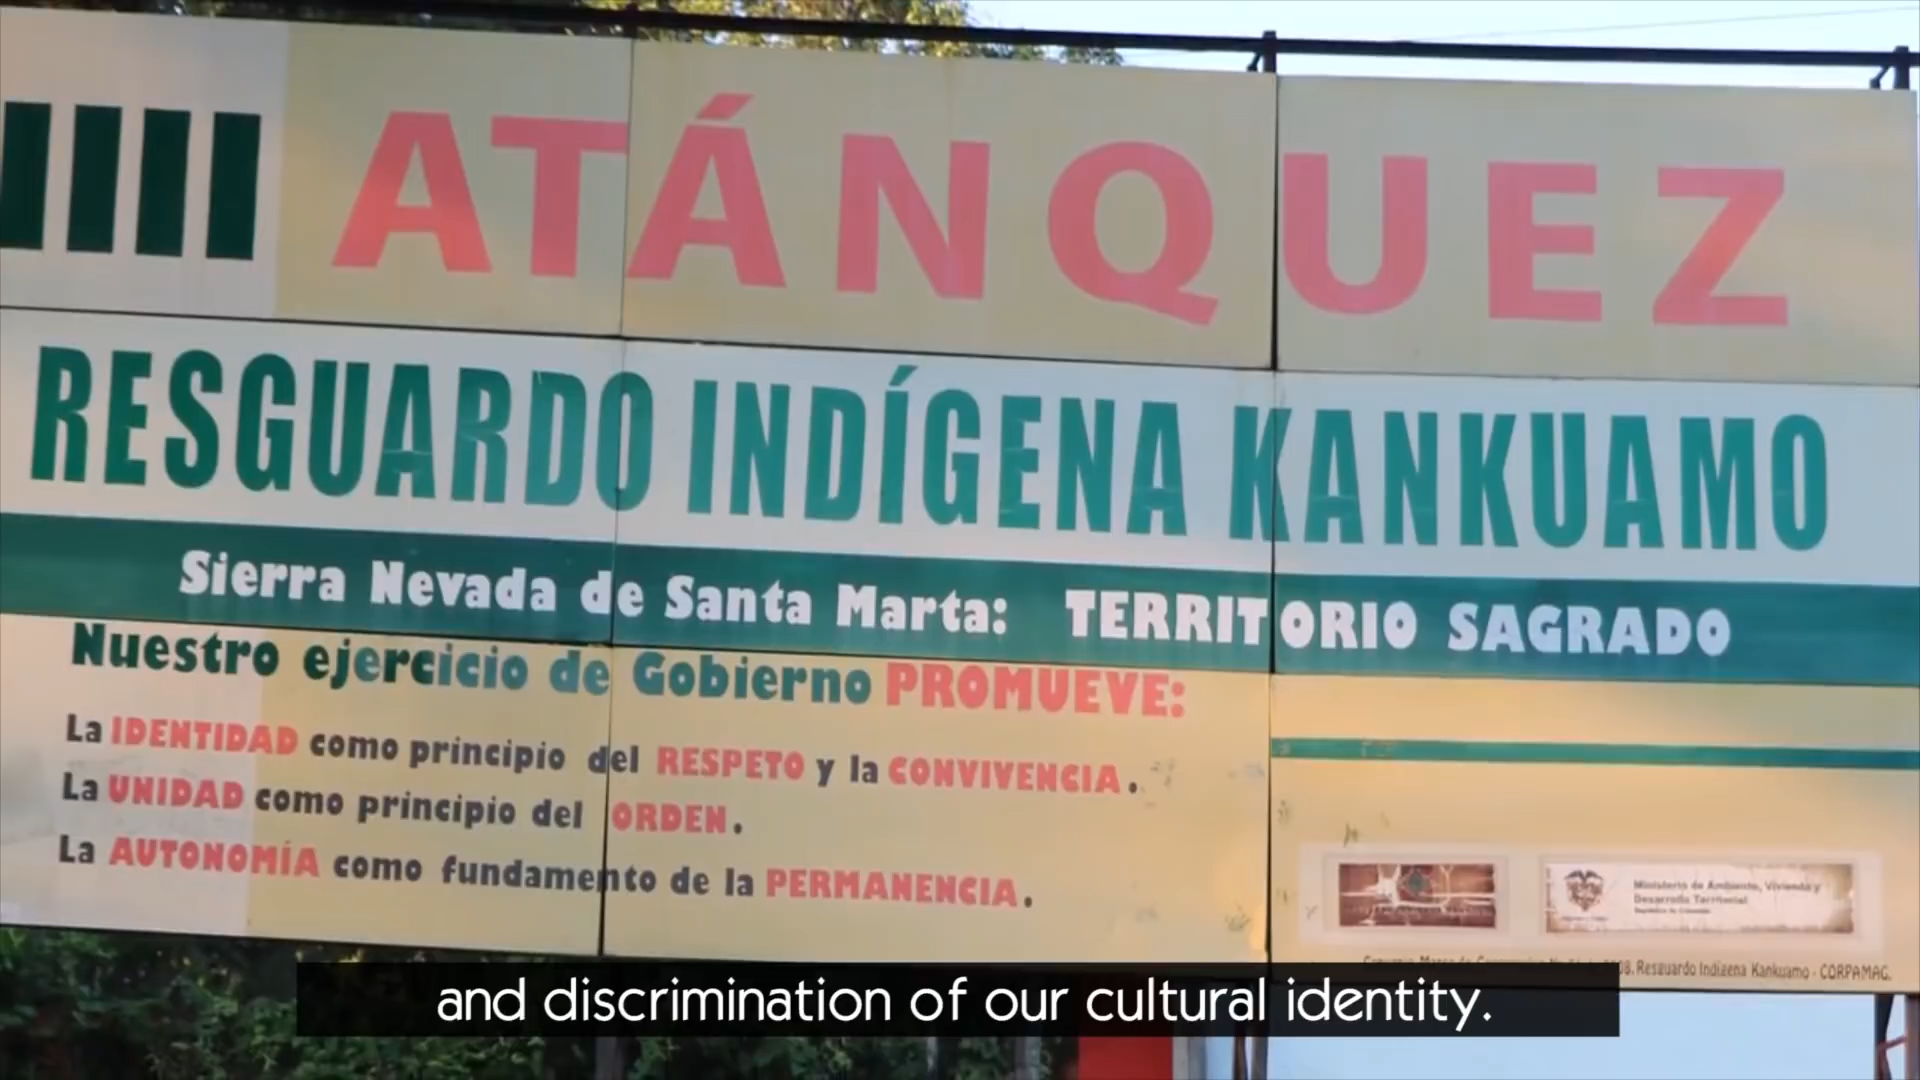 ATÁNQUEZ
RESGUARDO INDÍGENA KANKUAMO
Sierra Nevada de Santa Marta: TERRITORIO SAGRADO
Nuestro ejercicio de Gobierno PROMUEVE:
La IDENTIDAD como principio del RESPETO y la CONVIVENCIA.
La UNIDAD como principio del ORDEN.
La AUTONOMÍA como fundamento de la PERMANENCIA.
Ministerio de Ambiente, Vivienda y
Desarrollo Territorial
Resguardo Indígena Kankuamo - CORPAMAG.
and discrimination of our cultural identity.